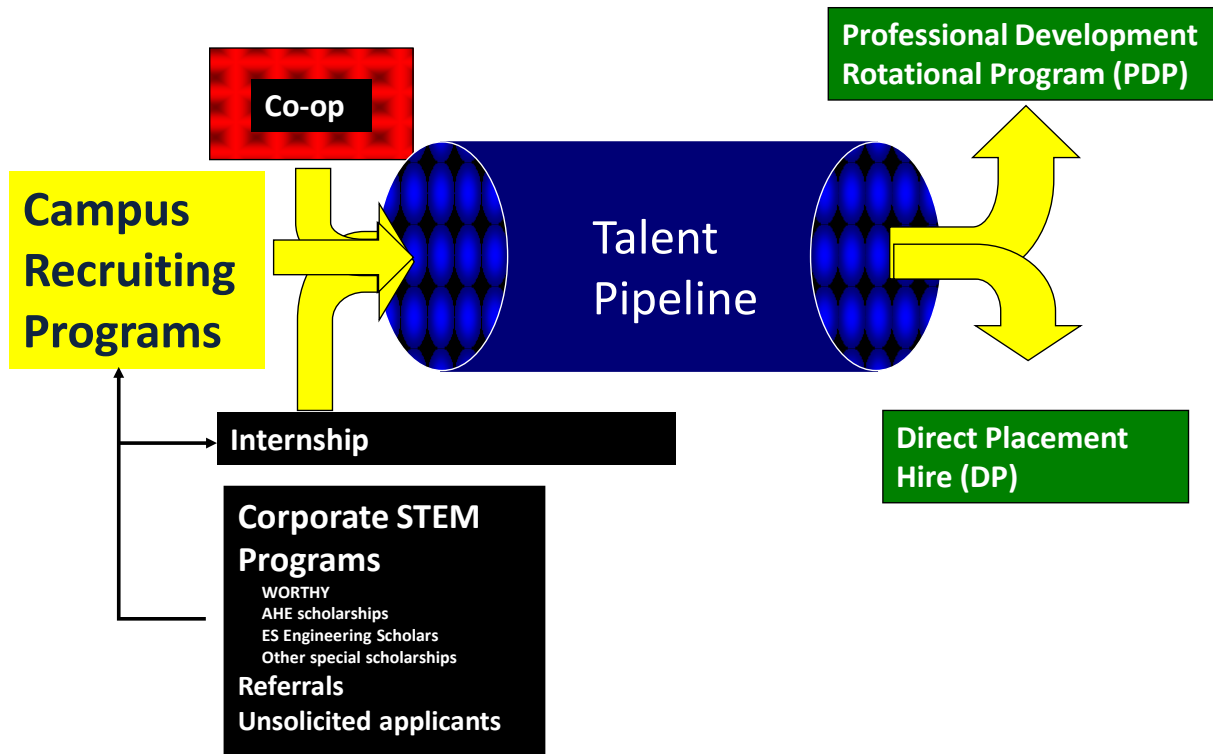 Professional Development
Rotational Program (PDP)
Co-op
Campus
Recruiting
Programs
Talent
Pipeline
Internship
Direct Placement
Hire (DP)
Corporate STEM
Programs
WORTHY
AHE scholarships
ES Engineering Scholars
Other special scholarships
Referrals
Unsolicited applicants